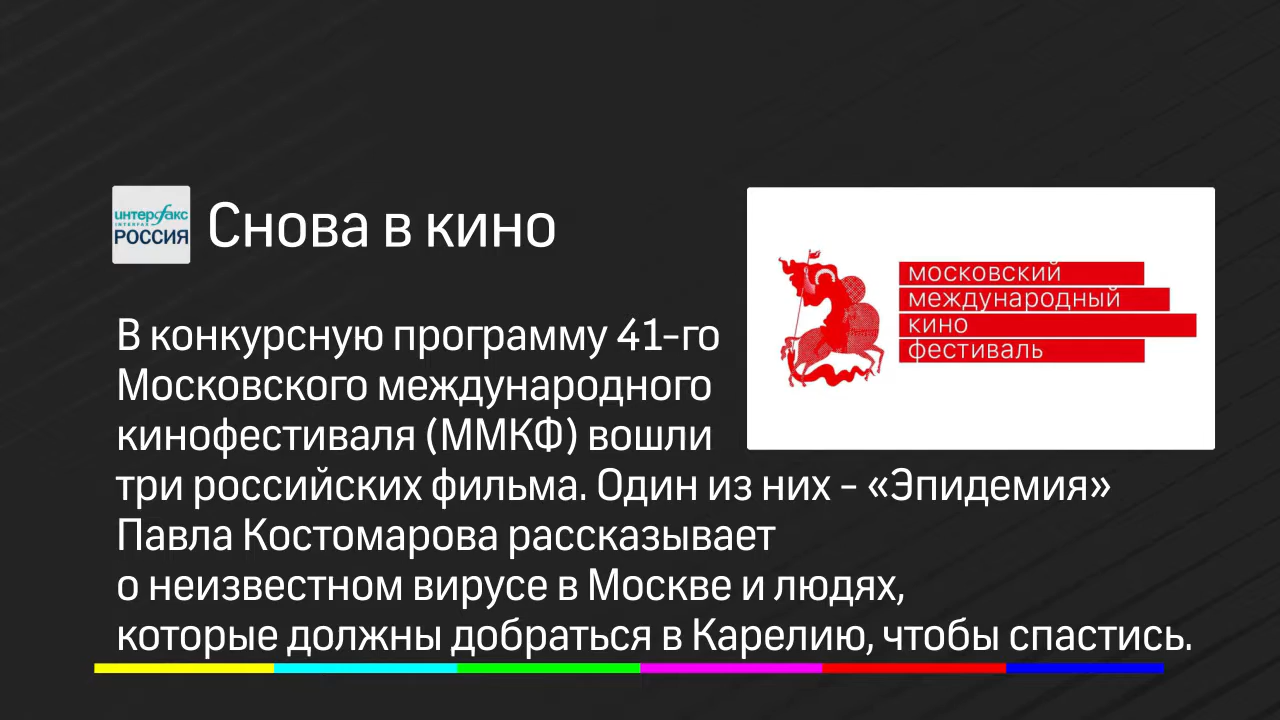 интерфакс
INTERFAX
РОССИЯ
Снова в кино
московский
международный
кино
фестиваль
В конкурсную программу 41-го
Московского международного
кинофестиваля (ММКФ) вошли
три российских фильма. Один из них - «Эпидемия»
Павла Костомарова рассказывает
о неизвестном вирусе в Москве и людях,
которые должны добраться в Карелию, чтобы спастись.